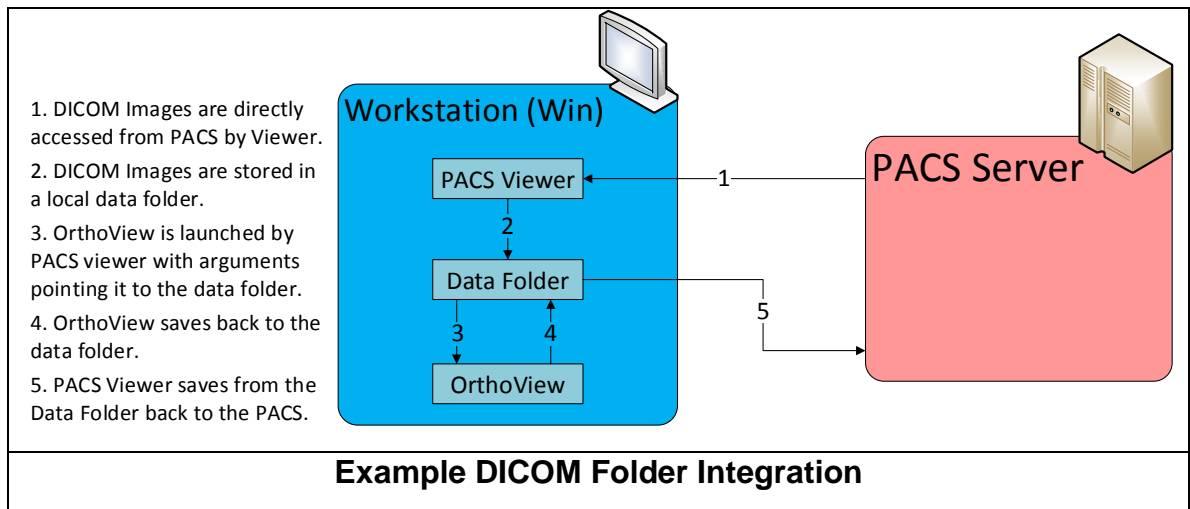 1. DICOM Images are directly
accessed from PACS by Viewer.
2. DICOM Images are stored in
a local data folder.
3. OrthoView is launched by
PACS viewer with arguments
pointing it to the data folder.
4. OrthoView saves back to the
data folder.
5. PACS Viewer saves from the
Data Folder back to the PACS.
Workstation (Win)
PACS Viewer
2
Data Folder
3
4
OrthoView
1
5
PACS Server
Example DICOM Folder Integration